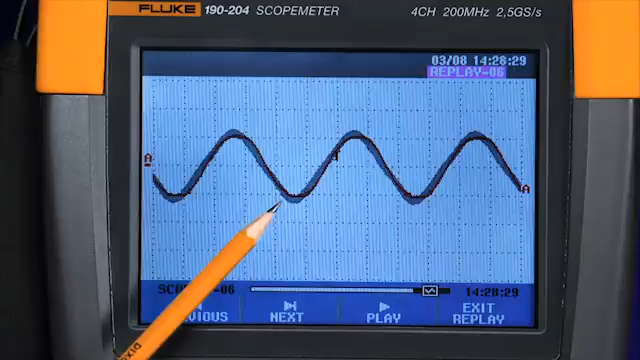 FLUKE 190-204 SCOPEMETER 4CH 200MHz 2,5GS/s
03/08 14:28:29
REPLAY-06
A
A
14:28:29
NEXT PLAY EXIT
REPLAY